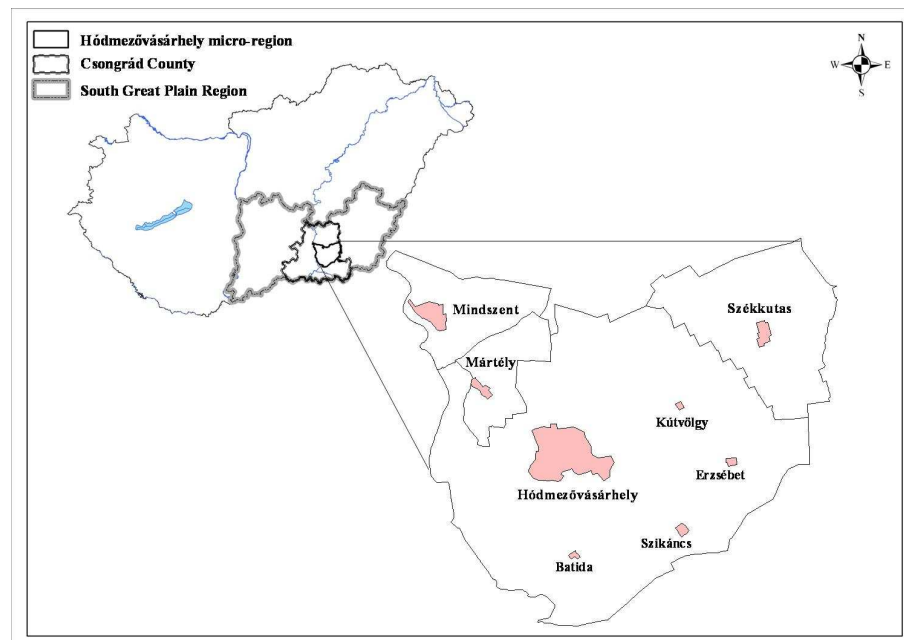 Hódmezővásárhely micro-region
Csongrád County
South Great Plain Region
N
W E
S
Mindszent
Székkutas
Mártély
Kútvölgy
Erzsébet
Hódmezővásárhely
Szikáncs
Batida